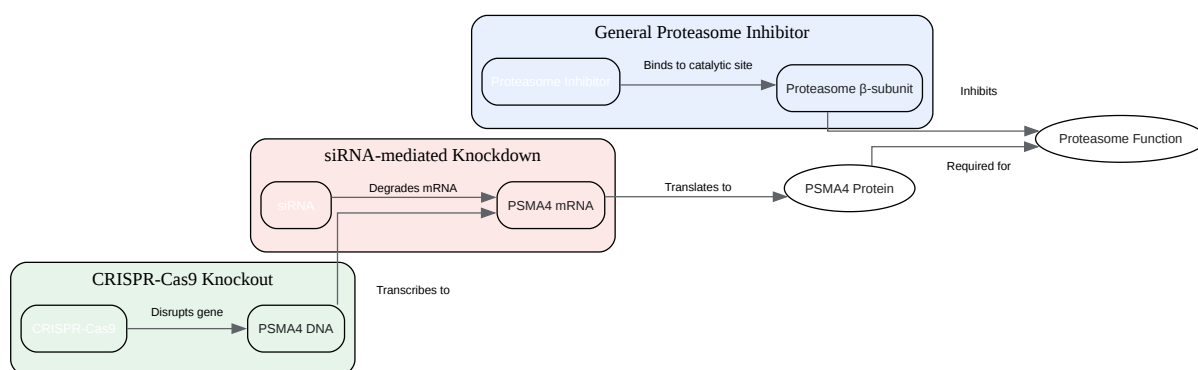 General Proteasome Inhibitor
Proteasome Inhibitor
Binds to catalytic site
Proteasome β-subunit
Inhibits
Proteasome Function
siRNA-mediated Knockdown
siRNA
Degrades mRNA
PSMA4 mRNA
Translates to
PSMA4 Protein
Required for
CRISPR-Cas9 Knockout
CRISPR-Cas9
Disrupts gene
PSMA4 DNA
Transcribes to